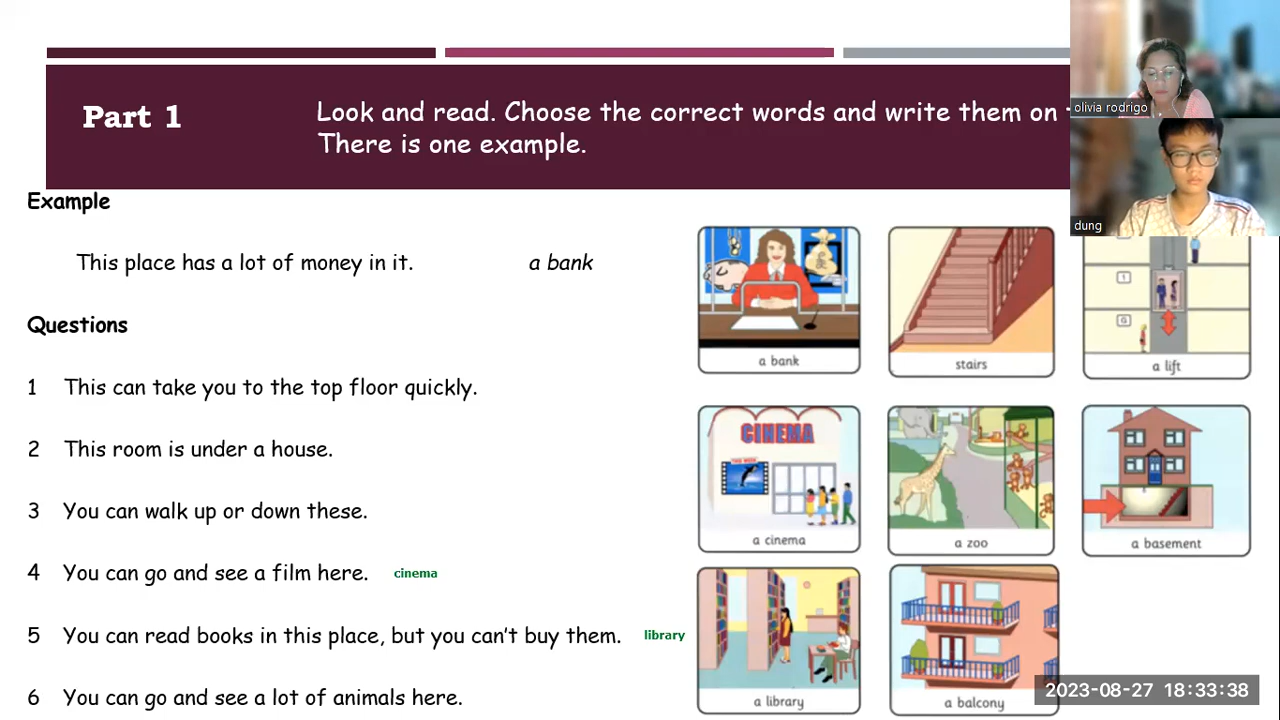 Part 1
Look and read. Choose the correct words and write them on
There is one example.
olivia rodrigo
dung
Example
This place has a lot of money in it. a bank
Questions
1 This can take you to the top floor quickly.
2 This room is under a house.
3 You can walk up or down these.
4 You can go and see a film here. cinema
5 You can read books in this place, but you can't buy them. library
6 You can go and see a lot of animals here.
a bank
stairs
1
G
a lift
CINEMA
a cinema
a zoo
a basement
a library
a balcony
2023-08-27 18:33:38